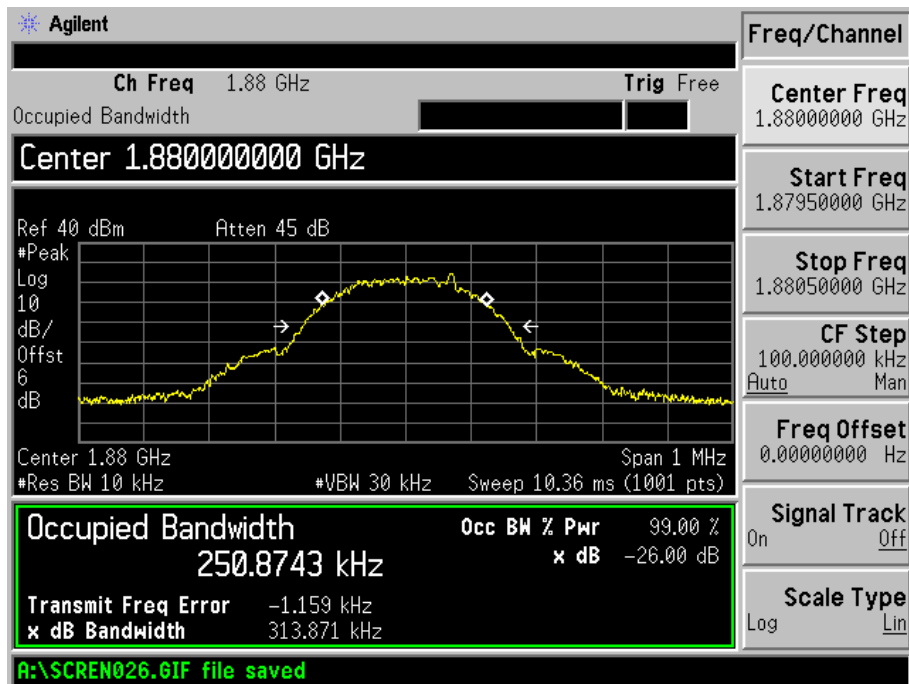 Agilent
Freq/Channel
Ch Freq 1.88 GHz Trig Free
Occupied Bandwidth
Center 1.880000000 GHz
Ref 40 dBm Atten 45 dB
#Peak
Log
10
dB/
Offst
6
dB
Center 1.88 GHz Span 1 MHz
#Res BW 10 kHz #VBW 30 kHz Sweep 10.36 ms (1001 pts)
Occupied Bandwidth
250.8743 kHz
Occ BW % Pwr 99.00 %
x dB -26.00 dB
Transmit Freq Error -1.159 kHz
x dB Bandwidth 313.871 kHz
A:\SCREN026.GIF file saved
Center Freq
1.88000000 GHz
Start Freq
1.87950000 GHz
Stop Freq
1.88050000 GHz
CF Step
100.000000 kHz
Auto Man
Freq Offset
0.00000000 Hz
Signal Track
On Off
Scale Type
Log Lin